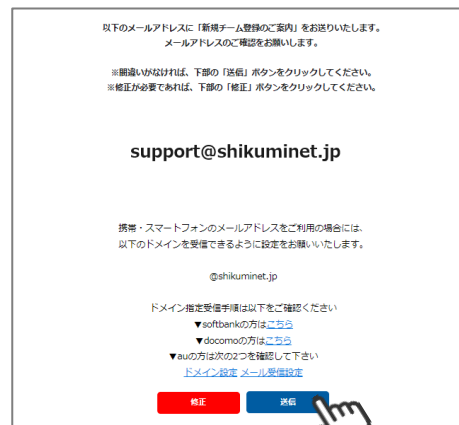 以下のメールアドレスに「新規チーム登録のご案内」をお送りいたします。
メールアドレスのご確認をお願いします。
※間違いがなければ、下部の「送信」ボタンをクリックしてください。
※修正が必要であれば、下部の「修正」ボタンをクリックしてください。
support@shikuminet.jp
携帯・スマートフォンのメールアドレスをご利用の場合には、
以下のドメインを受信できるように設定をお願いいたします。
@shikuminet.jp
ドメイン指定受信手順は以下をご確認ください
▼softbankの方はこちら
▼docomoの方はこちら
▼auの方は次の2つを確認して下さい
ドメイン設定 メール受信設定
修正 送信